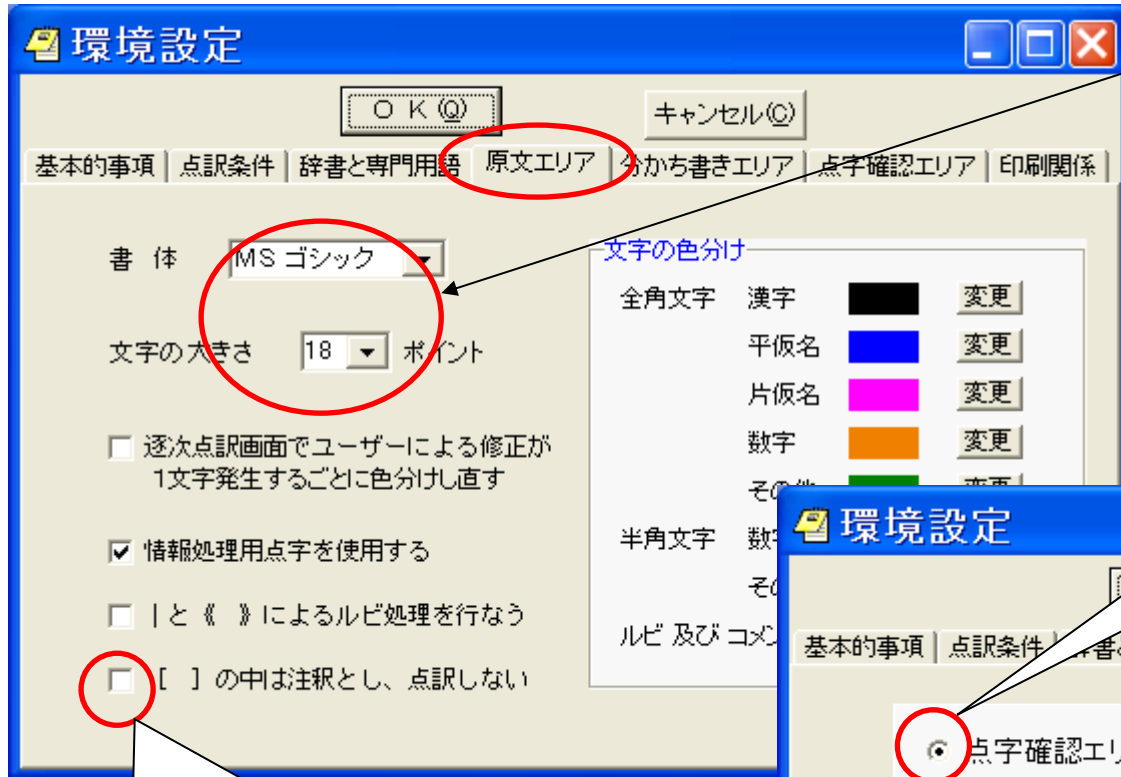 環境設定
O K (Q)
キャンセル(C)
基本的事項 点訳条件 辞書と専門用語 原文エリア 分かち書きエリア 点字確認エリア 印刷関係
書 体 MS ゴシック
文字の大きさ 18 ポイント
逐次点訳画面でユーザーによる修正が
1文字発生するごとに色分けし直す
情報処理用点字を使用する
|と《 》によるルビ処理を行なう
[ ] の中は注釈とし、点訳しない
文字の色分け
全角文字 漢字 変更
平仮名 変更
片仮名 変更
数字 変更
その他 変更
半角文字
ルビ 及び
環境設定
基本的事項 点訳条件
点字確認エリ